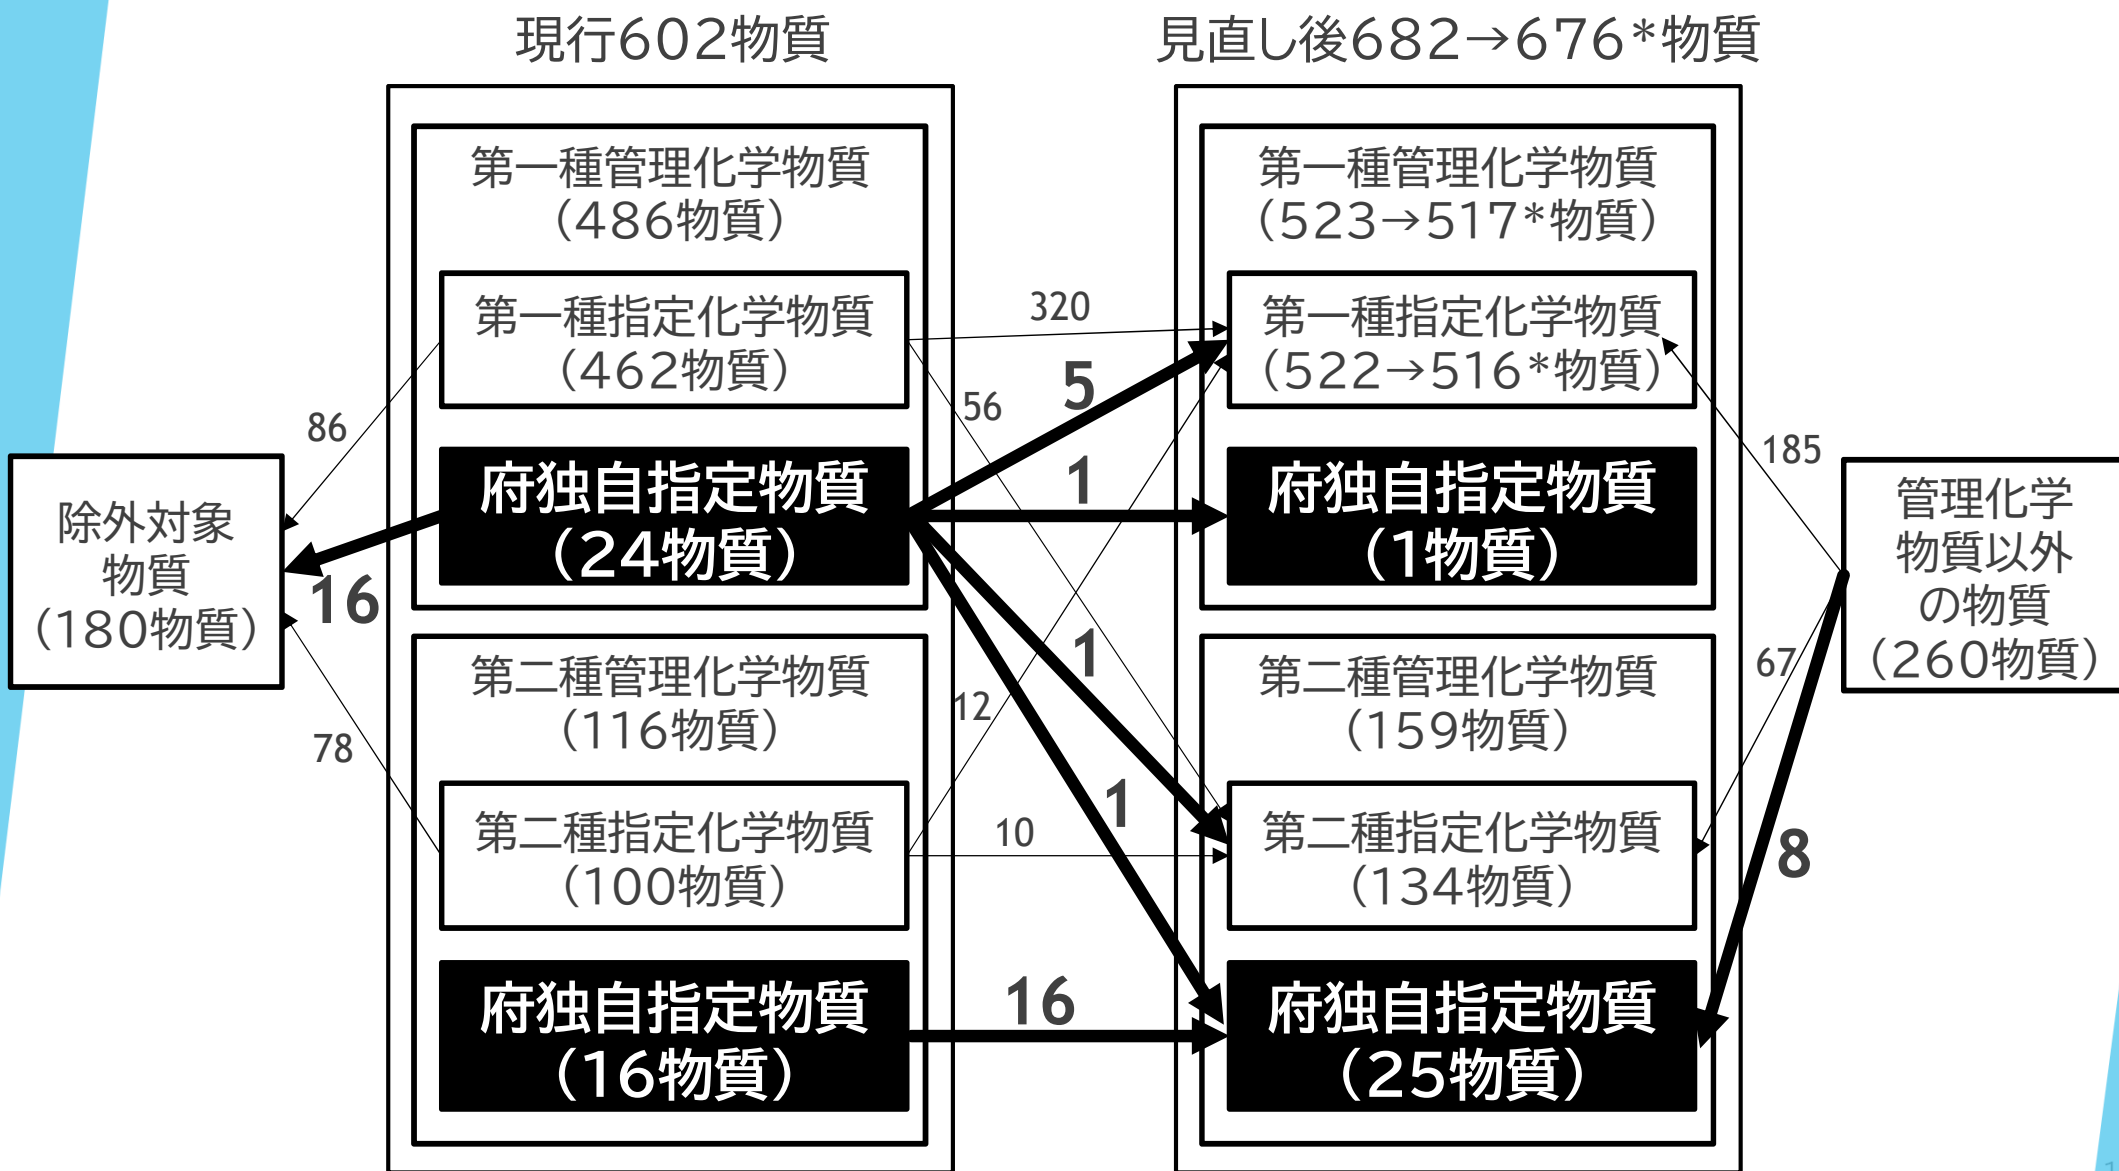 現行602物質
見直し後682→676*物質
第一種管理化学物質
（486物質）
第一種指定化学物質
（462物質）
府独自指定物質
（24物質）
第二種管理化学物質
（116物質）
第二種指定化学物質
（100物質）
府独自指定物質
（16物質）
第一種管理化学物質
（523→517*物質）
第一種指定化学物質
（522→516*物質）
府独自指定物質
（1物質）
第二種管理化学物質
（159物質）
第二種指定化学物質
（134物質）
府独自指定物質
（25物質）
除外対象
物質
（180物質）
管理化学
物質以外
の物質
（260物質）
86
16
78
320
5
56
1
1
12
1
10
16
185
67
8